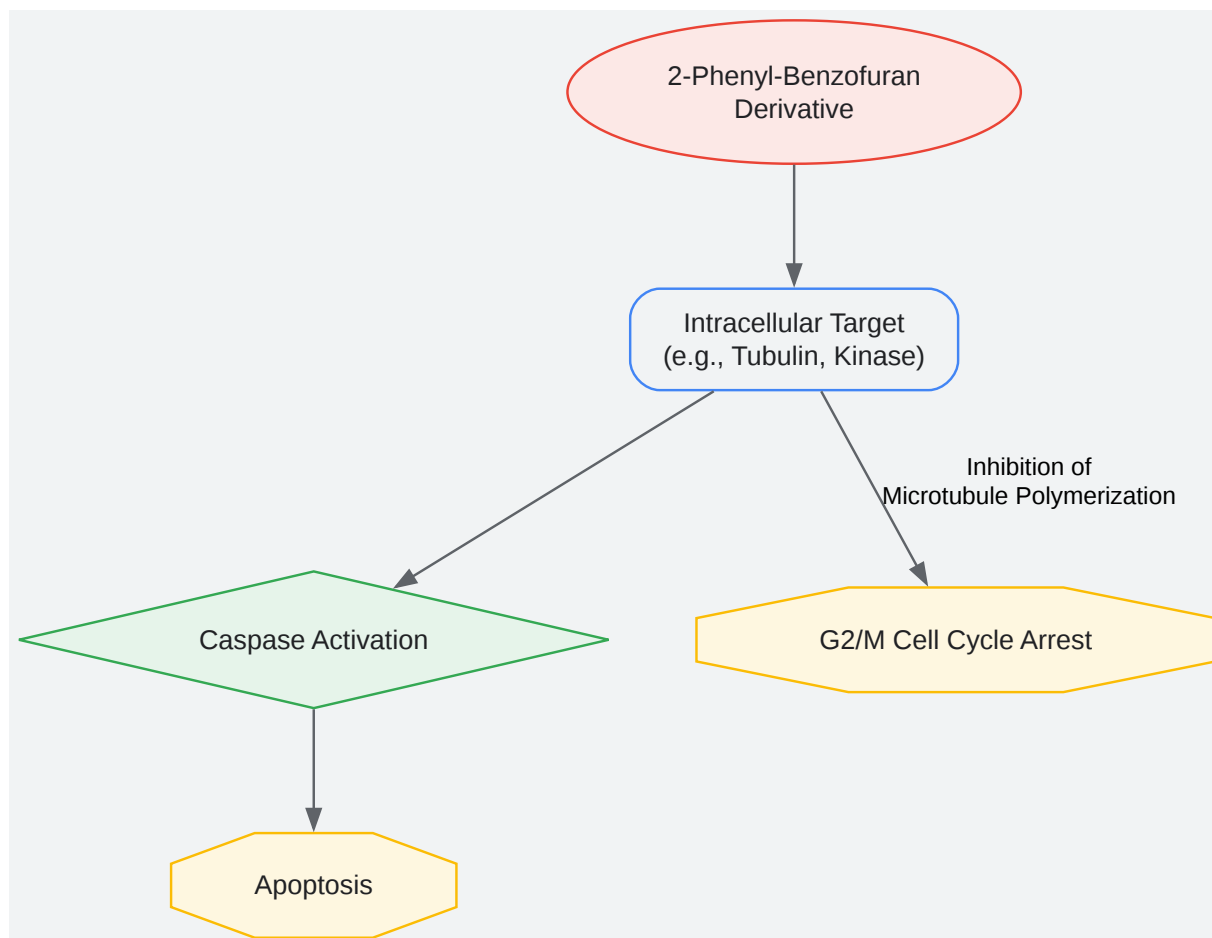 2-Phenyl-Benzofuran
Derivative
Intracellular Target
(e.g., Tubulin, Kinase)
Inhibition of
Microtubule Polymerization
Caspase Activation
G2/M Cell Cycle Arrest
Apoptosis